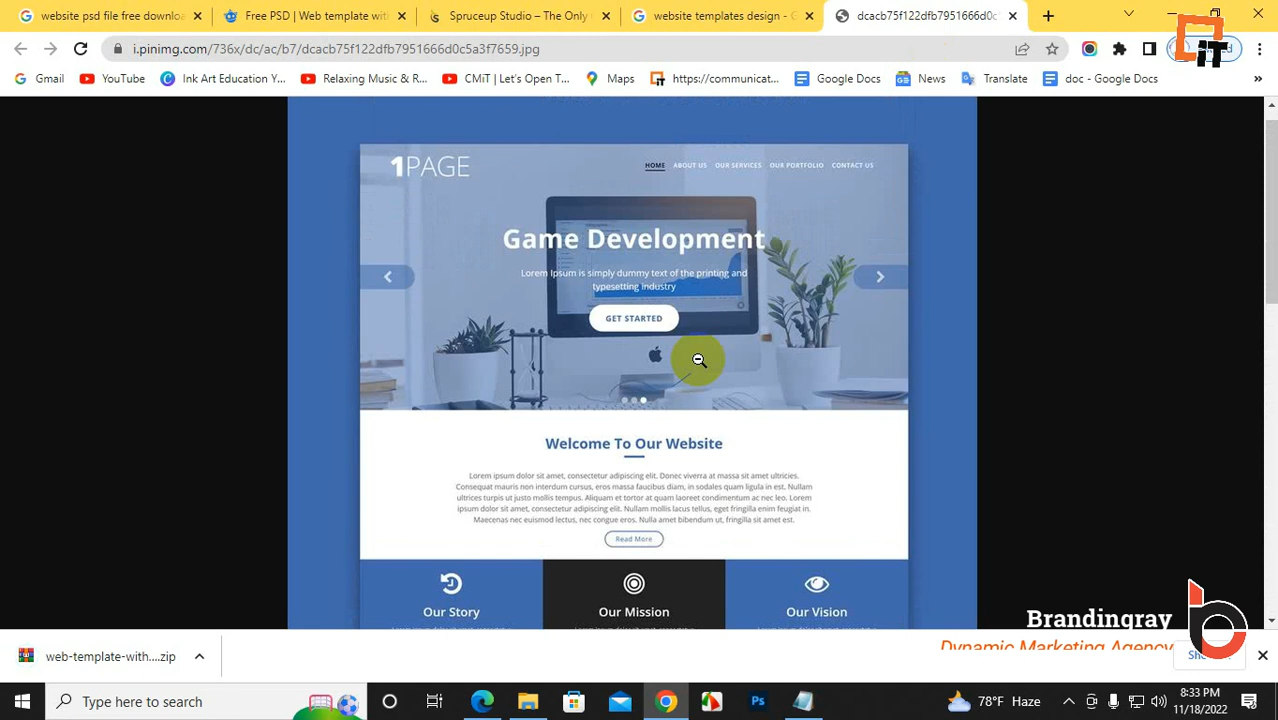 website psd file free downloa
Free PSD | Web template wit
Spruceup Studio – The Only
website templates design - G
dcacb75f122dfb7951666d0c5
i.pinimg.com/736x/dc/ac/b7/dcacb75f122dfb7951666d0c5a3f7659.jpg
Gmail
YouTube
Ink Art Education Y...
Relaxing Music & R...
CMiT | Let's Open T...
Maps
https://communicat...
Google Docs
News
Translate
doc - Google Docs
»
iT
1PAGE
HOME ABOUT US OUR SERVICES OUR PORTFOLIO CONTACT US
Game Development
Lorem Ipsum is simply dummy text of the printing and
typesetting industry
GET STARTED
Welcome To Our Website
Lorem ipsum dolor sit amet, consectetur adipiscing elit. Donec viverra at massa sit amet ultricies.
Consequat mauris non interdum cursus, eros massa faucibus diam, in sodales quam ligula in est. Nullam
ultrices turpis ut justo mollis tempus. Aliquam et tortor at quam laoreet condimentum ac nec leo. Lorem
ipsum dolor sit amet, consectetur adipiscing elit. Nullam mollis lacus tellus, eget fringilla enim feugiat in.
Maecenas nec euismod lectus, nec congue eros. Nulla amet bibendum ut, fringilla sit amet est.
Read More
Our Story
Our Mission
Our Vision
Brandingray
Dynamic Marketing Agency
web-template-with....zip
Type here to search
Ps
78°F Haze
8:33 PM
11/18/2022